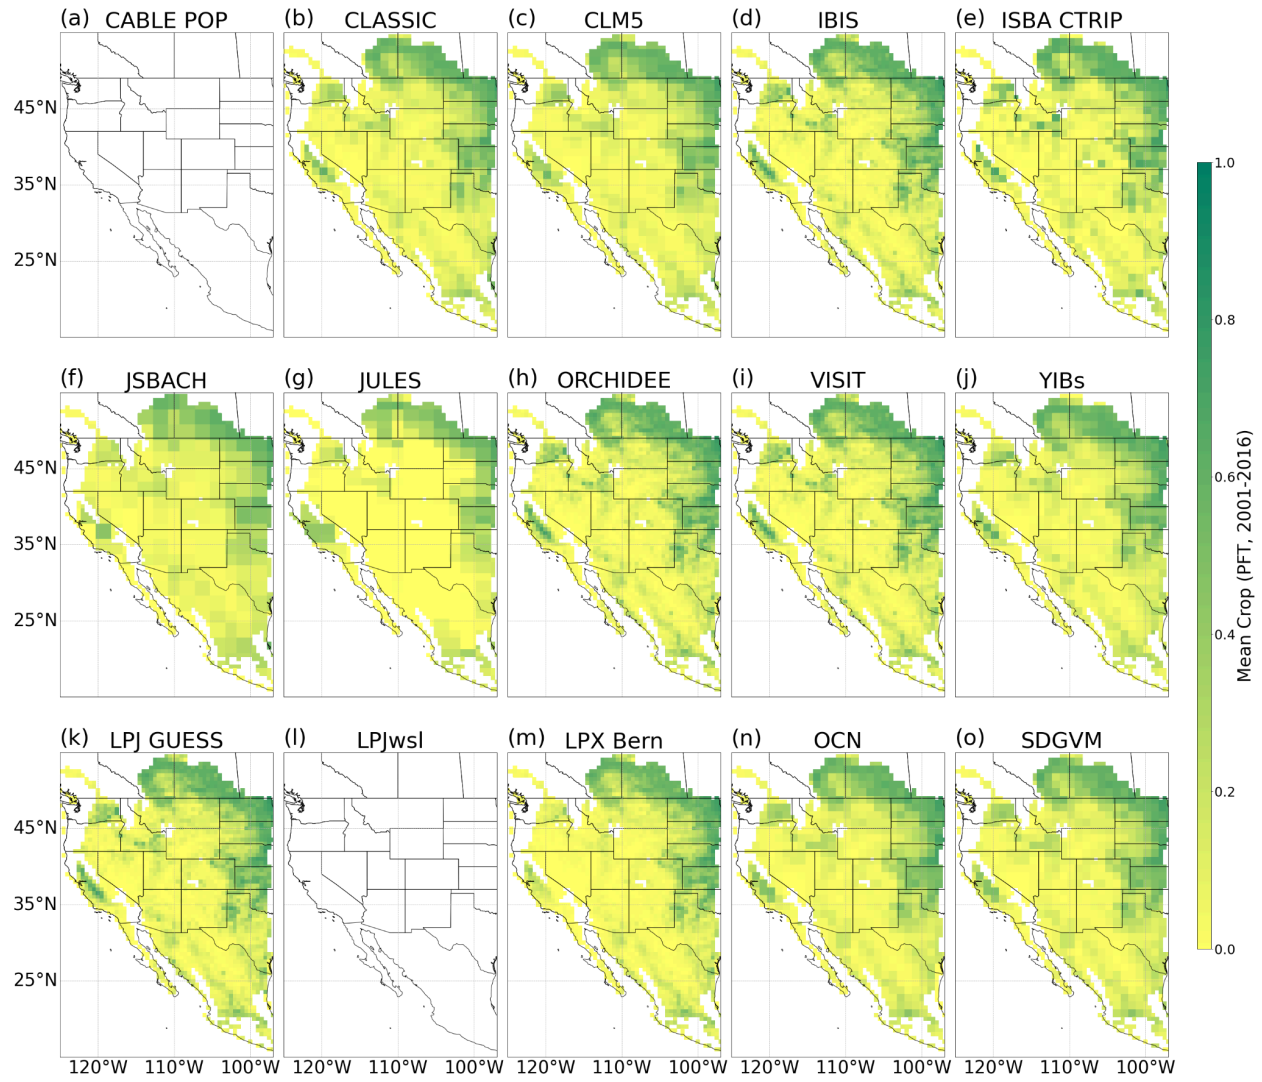 (a) CABLE POP
(b) CLASSIC
(c) CLM5
(d) IBIS
(e) ISBA CTRIP
45°N
35°N
25°N
(f) JSBACH
(g) JULES
(h) ORCHIDEE
(i) VISIT
(j) YIBs
45°N
35°N
25°N
(k) LPJ GUESS
(l) LPJwsl
(m) LPX Bern
(n) OCN
(o) SDGVM
45°N
35°N
25°N
120°W 110°W 100°W
120°W 110°W 100°W
120°W 110°W 100°W
120°W 110°W 100°W
120°W 110°W 100°W
1.0
0.8
0.6
0.4
0.2
0.0
Mean Crop (PFT, 2001-2016)